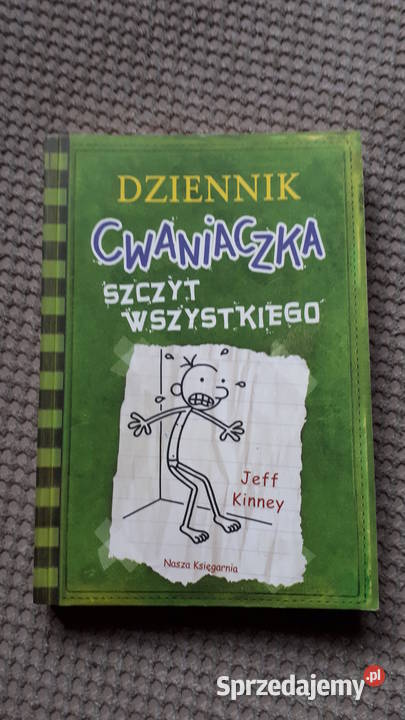 DZIENNIK
CWANIACZKA
SZCZYT
WSZYSTKIEGO
Jeff
Kinney
Nasza Księgarnia
Sprzedajemy.pl